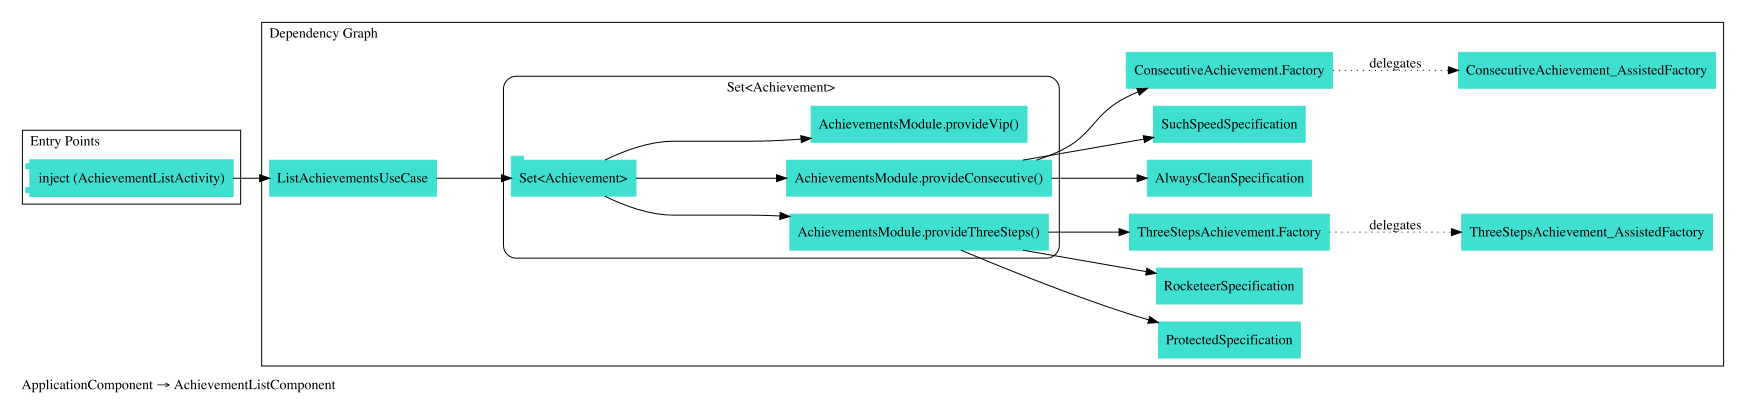 Dependency Graph
Entry Points
inject (AchievementListActivity)
ListAchievementsUseCase
Set<Achievement>
Set<Achievement>
AchievementsModule.provideVip()
AchievementsModule.provideConsecutive()
AchievementsModule.provideThreeSteps()
ConsecutiveAchievement.Factory
delegates
ConsecutiveAchievement_AssistedFactory
SuchSpeedSpecification
AlwaysCleanSpecification
ThreeStepsAchievement.Factory
delegates
ThreeStepsAchievement_AssistedFactory
RocketeerSpecification
ProtectedSpecification
ApplicationComponent → AchievementListComponent